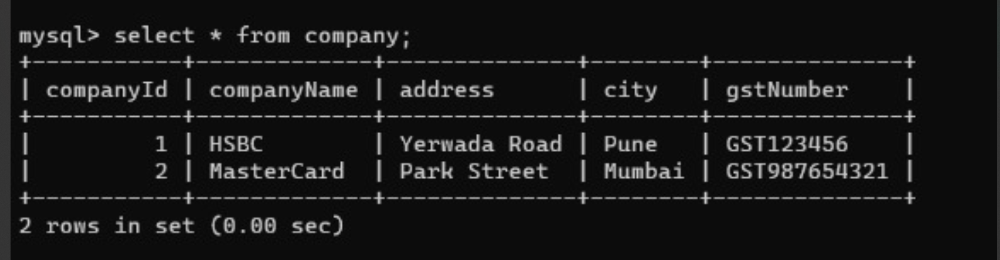 mysql> select * from company;
+-----------+-------------+--------------+--------+--------------+
| companyId | companyName | address      | city   | gstNumber    |
+-----------+-------------+--------------+--------+--------------+
|         1 | HSBC        | Yerwada Road | Pune   | GST123456    |
|         2 | MasterCard  | Park Street  | Mumbai | GST987654321 |
+-----------+-------------+--------------+--------+--------------+
2 rows in set (0.00 sec)